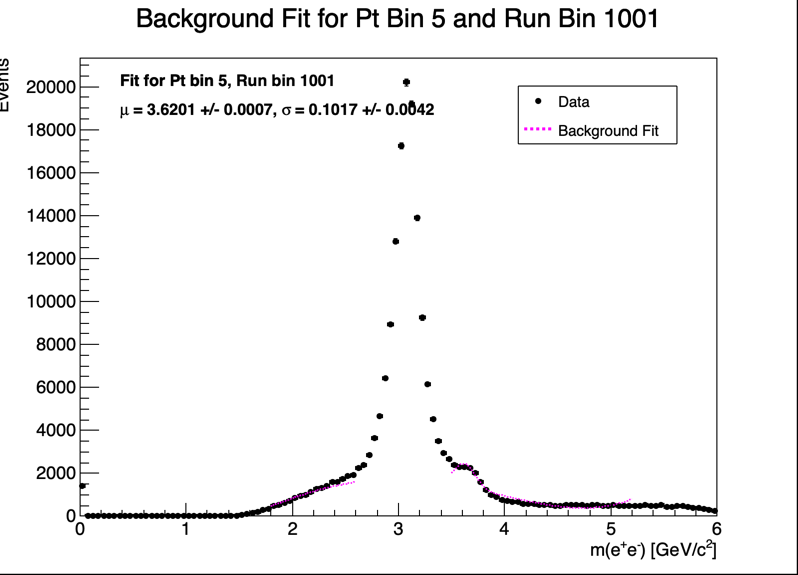 Background Fit for Pt Bin 5 and Run Bin 1001
Events
Fit for Pt bin 5, Run bin 1001
μ = 3.6201 +/- 0.0007, σ = 0.1017 +/- 0.0042
Data
Background Fit
20000
18000
16000
14000
12000
10000
8000
6000
4000
2000
0
0 1 2 3 4 5 6
m(e⁺e⁻) [GeV/c²]